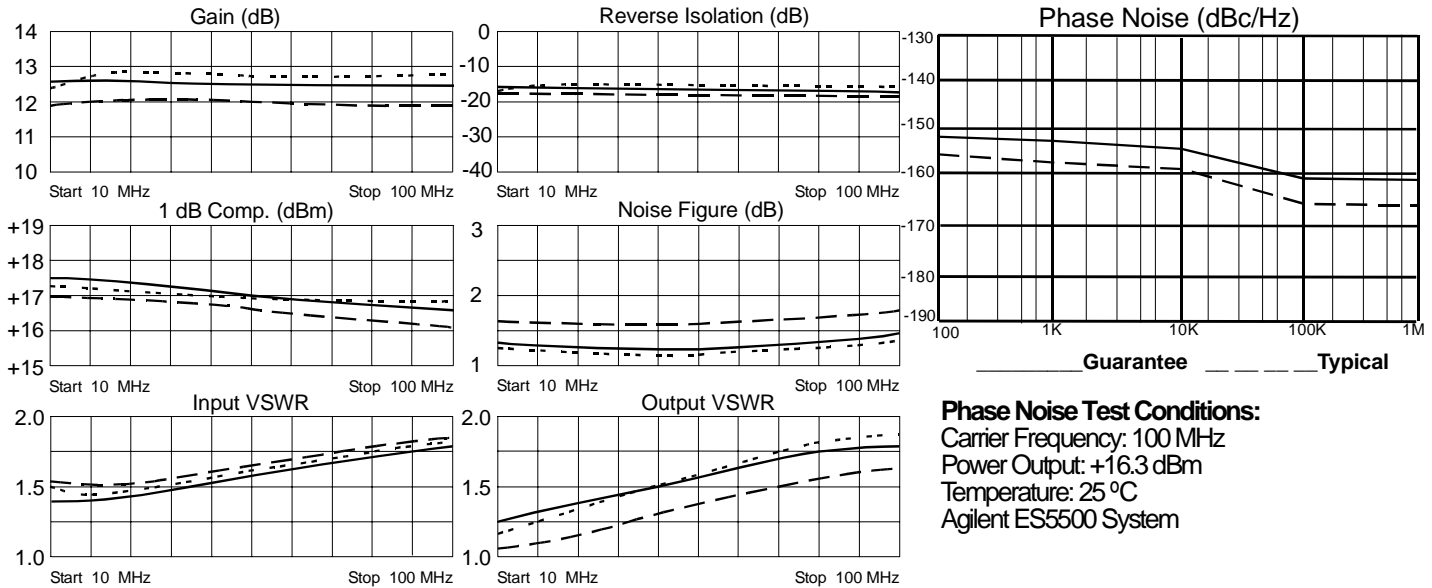 Gain (dB)
14
13
12
11
10
Start 10 MHz
Stop 100 MHz
Reverse Isolation (dB)
0
-10
-20
-30
-40
Start 10 MHz
Stop 100 MHz
Phase Noise (dBc/Hz)
-130
-140
-150
-160
-170
-180
-190
100
1K
10K
100K
1M
Guarantee
Typical
1 dB Comp. (dBm)
+19
+18
+17
+16
+15
Start 10 MHz
Stop 100 MHz
Noise Figure (dB)
3
2
1
Start 10 MHz
Stop 100 MHz
Input VSWR
2.0
1.5
1.0
Start 10 MHz
Stop 100 MHz
Output VSWR
2.0
1.5
1.0
Start 10 MHz
Stop 100 MHz
Phase Noise Test Conditions:
Carrier Frequency: 100 MHz
Power Output: +16.3 dBm
Temperature: 25 ºC
Agilent ES5500 System